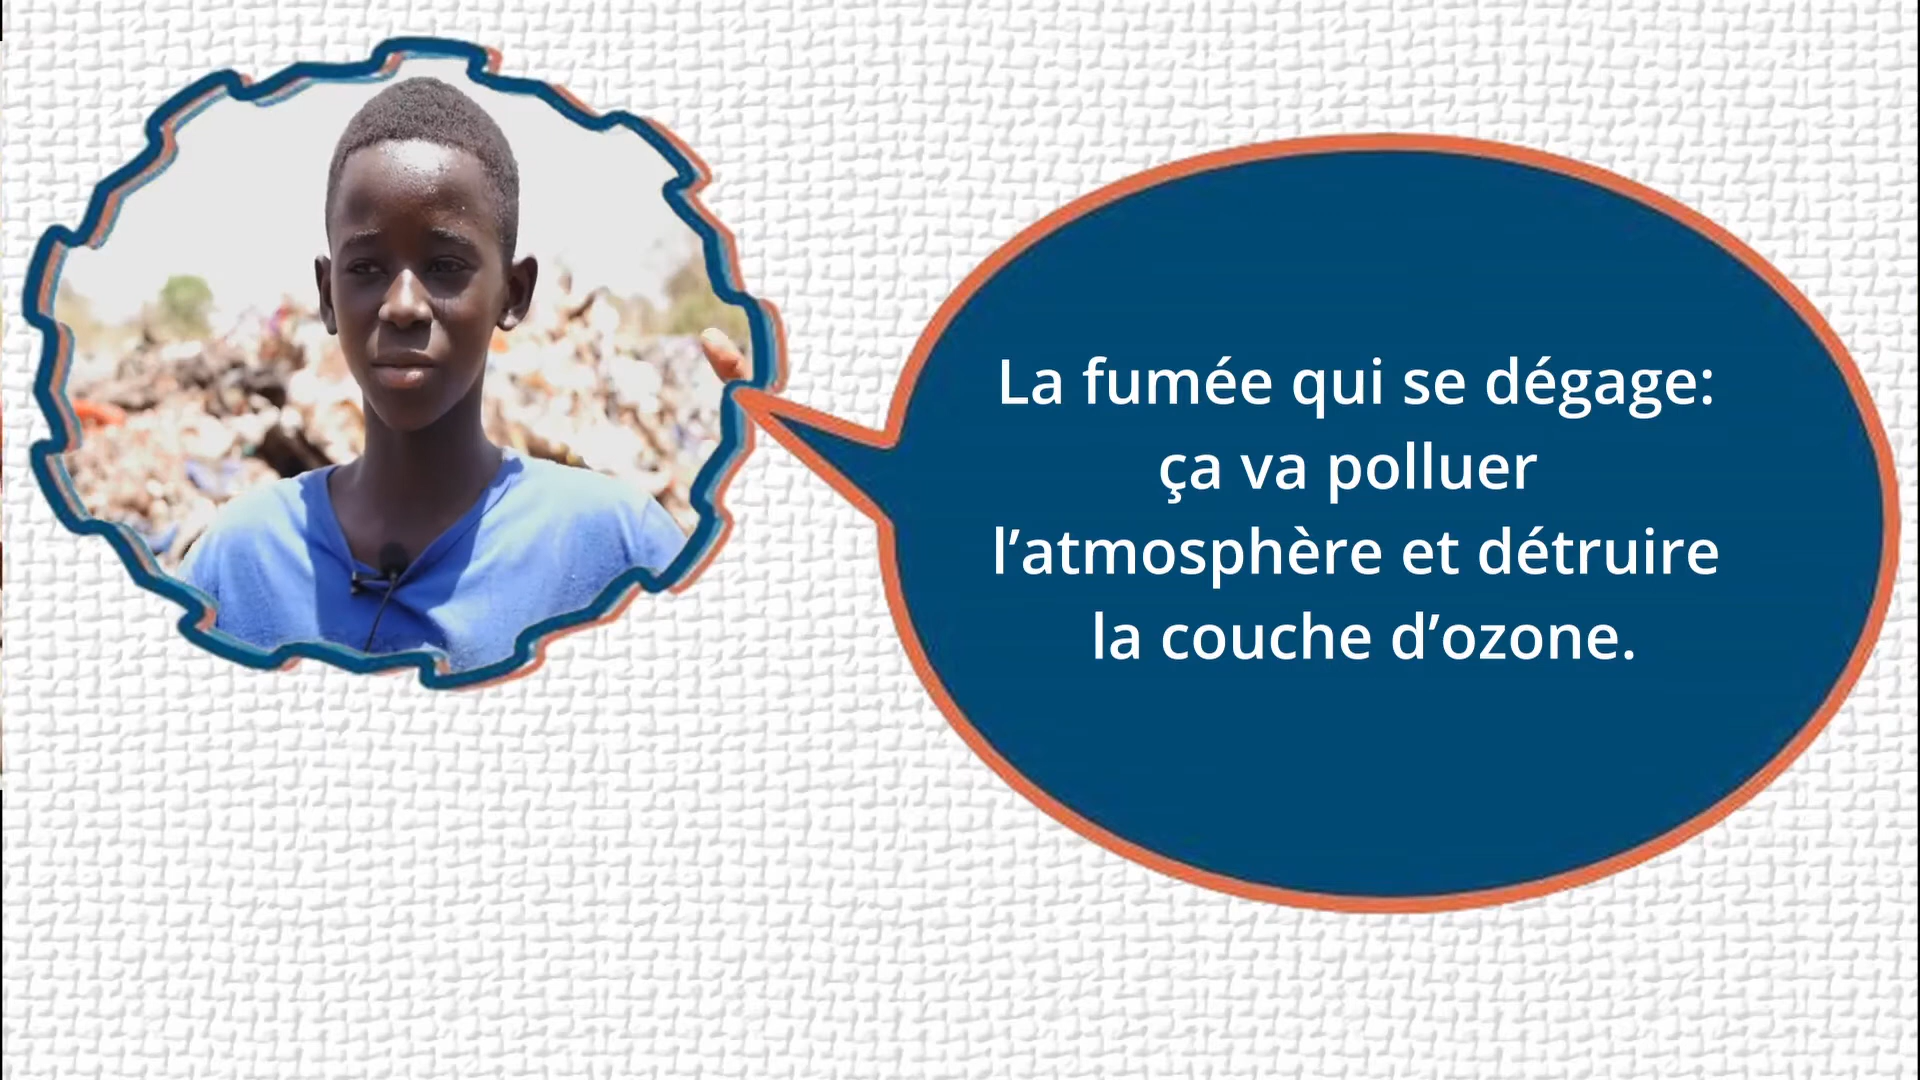 La fumée qui se dégage:
ça va polluer
l’atmosphère et détruire
la couche d’ozone.